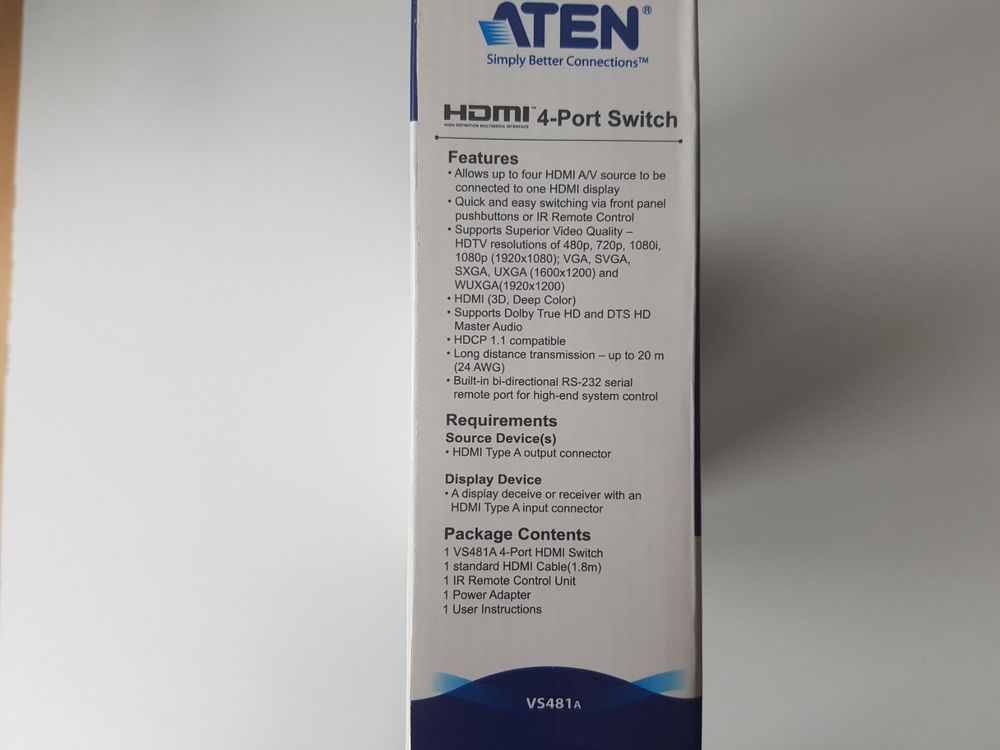 ATEN®
Simply Better Connections™
HDMI™ 4-Port Switch
HIGH DEFINITION MULTIMEDIA INTERFACE
Features
• Allows up to four HDMI A/V source to be
connected to one HDMI display
• Quick and easy switching via front panel
pushbuttons or IR Remote Control
• Supports Superior Video Quality –
HDTV resolutions of 480p, 720p, 1080i,
1080p (1920x1080); VGA, SVGA,
SXGA, UXGA (1600x1200) and
WUXGA(1920x1200)
• HDMI (3D, Deep Color)
• Supports Dolby True HD and DTS HD
Master Audio
• HDCP 1.1 compatible
• Long distance transmission – up to 20 m
(24 AWG)
• Built-in bi-directional RS-232 serial
remote port for high-end system control
Requirements
Source Device(s)
• HDMI Type A output connector
Display Device
• A display deceive or receiver with an
HDMI Type A input connector
Package Contents
1 VS481A 4-Port HDMI Switch
1 standard HDMI Cable(1.8m)
1 IR Remote Control Unit
1 Power Adapter
1 User Instructions
VS481A